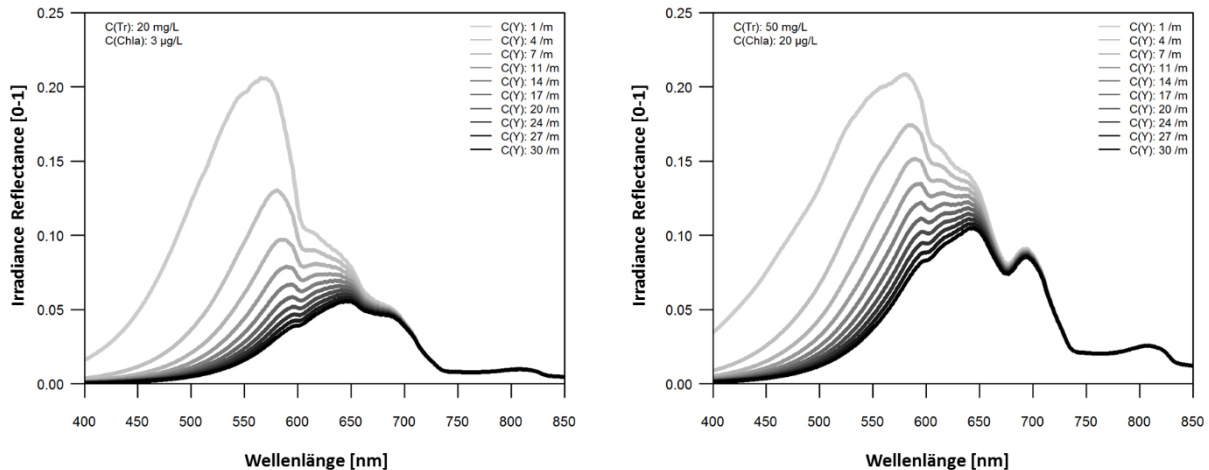 C(Tr): 20 mg/L
C(Chla): 3 µg/L
C(Y): 1 /m
C(Y): 4 /m
C(Y): 7 /m
C(Y): 11 /m
C(Y): 14 /m
C(Y): 17 /m
C(Y): 20 /m
C(Y): 24 /m
C(Y): 27 /m
C(Y): 30 /m
Irradiance Reflectance [0-1]
0.25
0.20
0.15
0.10
0.05
0.00
400 450 500 550 600 650 700 750 800 850
Wellenlänge [nm]
C(Tr): 50 mg/L
C(Chla): 20 µg/L
C(Y): 1 /m
C(Y): 4 /m
C(Y): 7 /m
C(Y): 11 /m
C(Y): 14 /m
C(Y): 17 /m
C(Y): 20 /m
C(Y): 24 /m
C(Y): 27 /m
C(Y): 30 /m
Irradiance Reflectance [0-1]
0.25
0.20
0.15
0.10
0.05
0.00
400 450 500 550 600 650 700 750 800 850
Wellenlänge [nm]